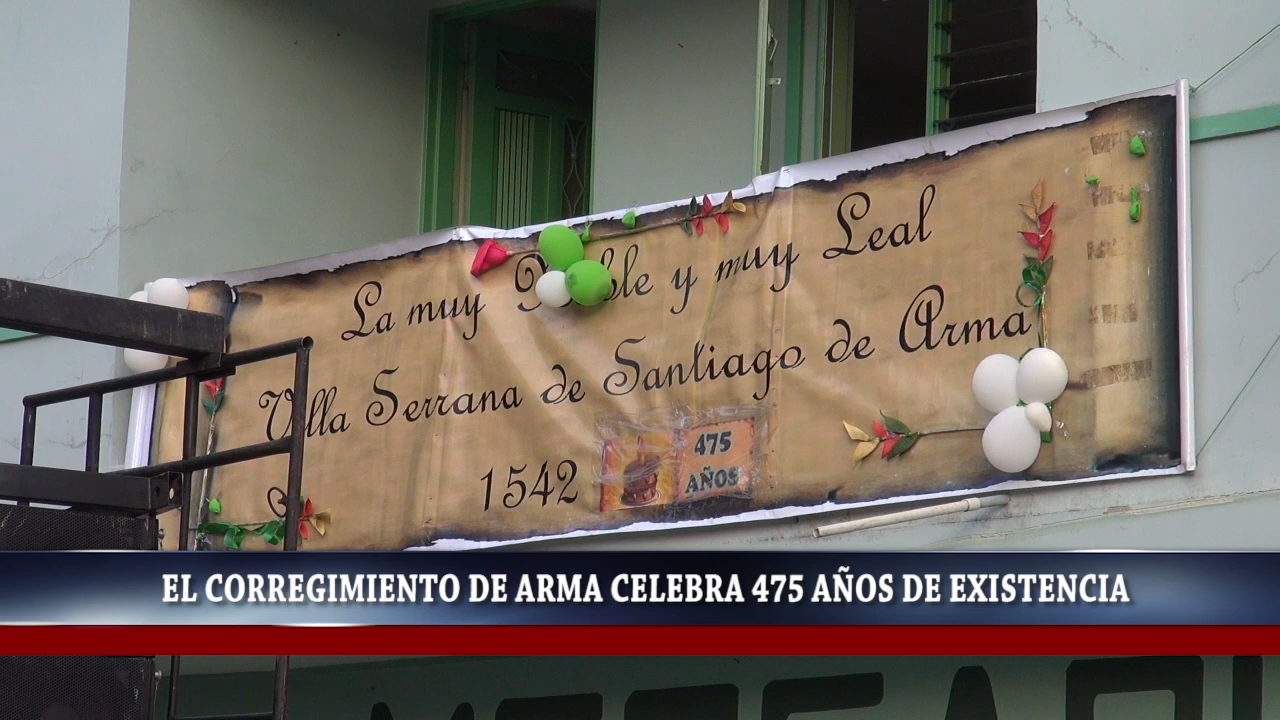 La muy Noble y muy Leal
Villa Serrana de Santiago de Arma
1542
475
AÑOS
EL CORREGIMIENTO DE ARMA CELEBRA 475 AÑOS DE EXISTENCIA